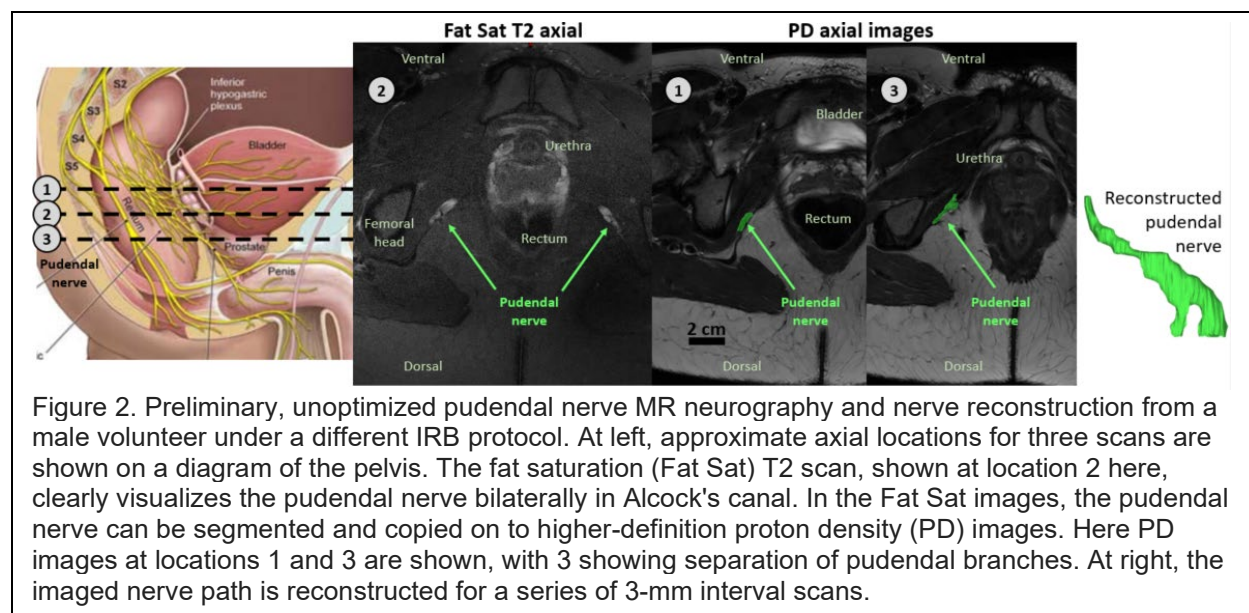 Fat Sat T2 axial
PD axial images
S2
S3
S4
S5
Inferior
hypogastric
plexus
Bladder
1
2
3
Rectum
Prostate
Penis
Pudendal
nerve
ic
2
Ventral
Urethra
Femoral
head
Rectum
Pudendal
nerve
Dorsal
1
Ventral
Bladder
Rectum
Pudendal
nerve
2 cm
Dorsal
3
Ventral
Urethra
Pudendal
nerve
Dorsal
Reconstructed
pudendal
nerve
Figure 2. Preliminary, unoptimized pudendal nerve MR neurography and nerve reconstruction from a
male volunteer under a different IRB protocol. At left, approximate axial locations for three scans are
shown on a diagram of the pelvis. The fat saturation (Fat Sat) T2 scan, shown at location 2 here,
clearly visualizes the pudendal nerve bilaterally in Alcock's canal. In the Fat Sat images, the pudendal
nerve can be segmented and copied on to higher-definition proton density (PD) images. Here PD
images at locations 1 and 3 are shown, with 3 showing separation of pudendal branches. At right, the
imaged nerve path is reconstructed for a series of 3-mm interval scans.